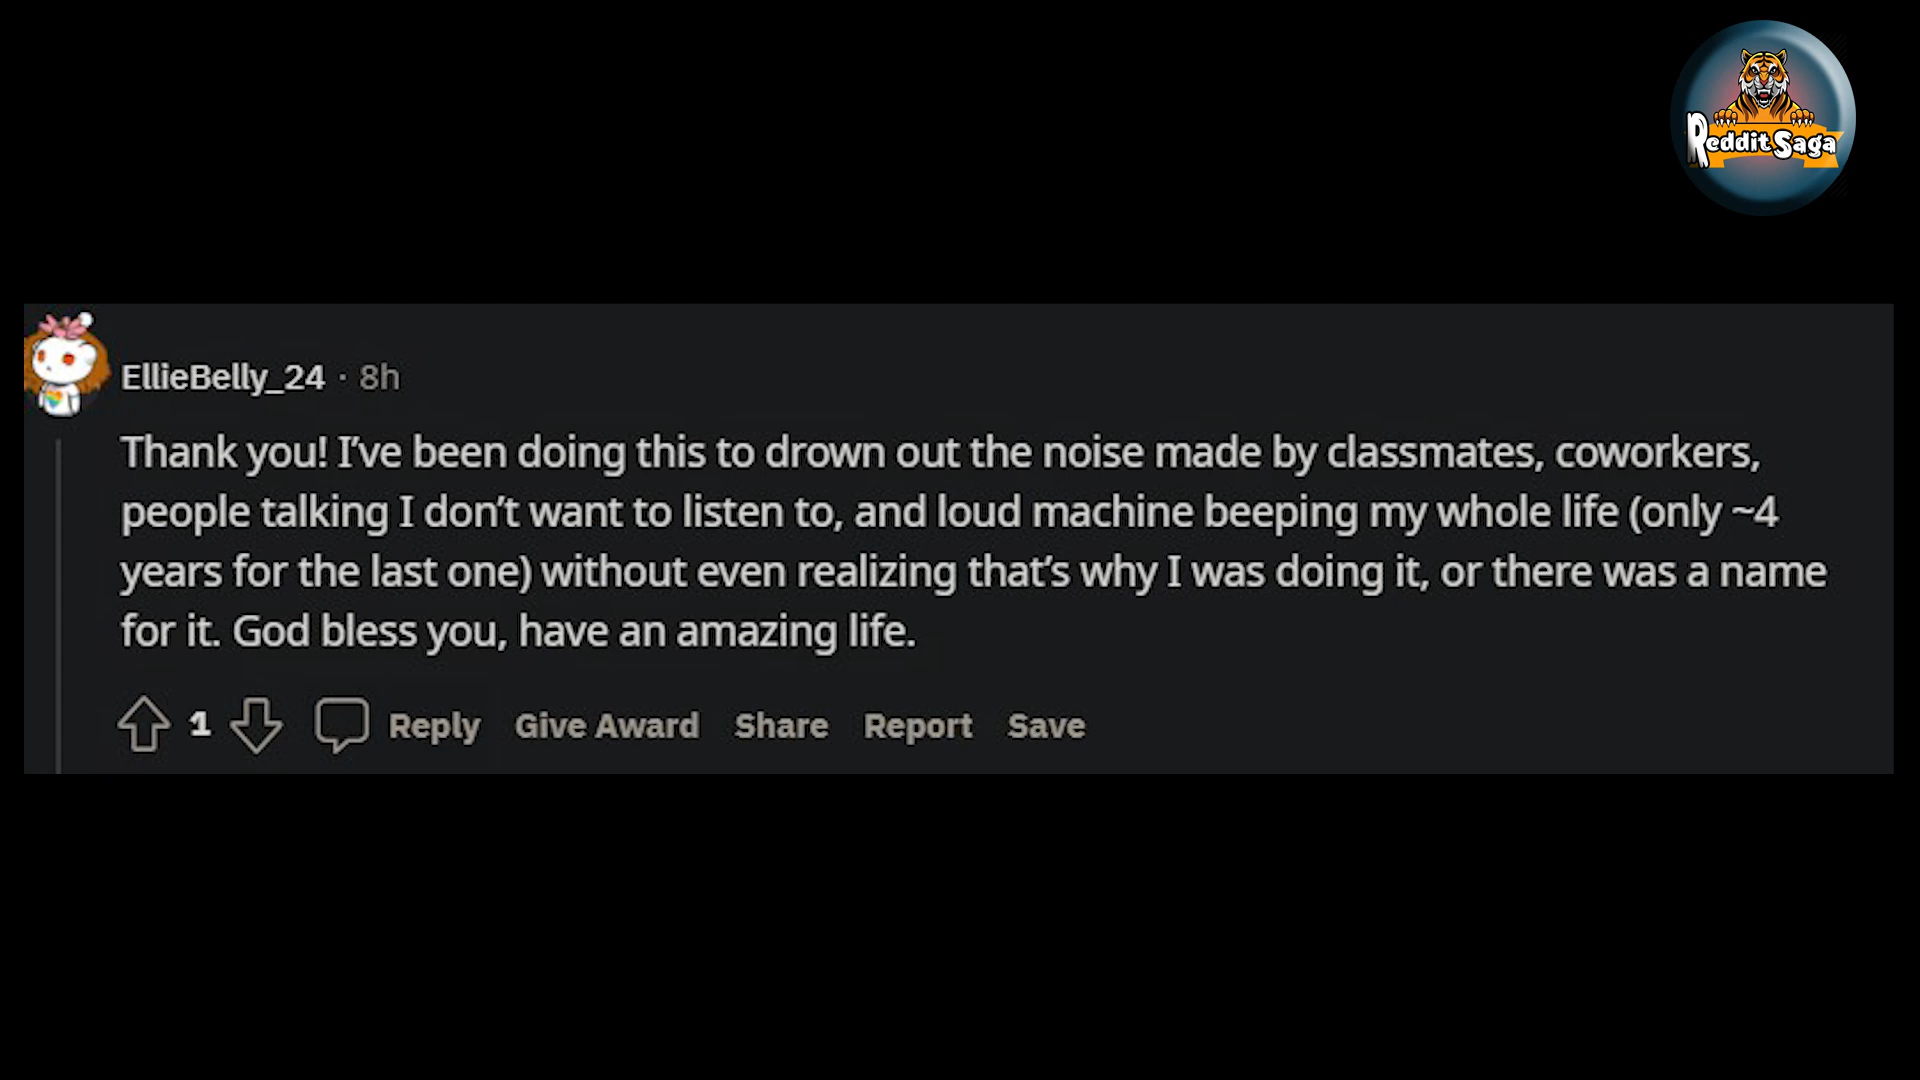 Reddit Saga
EllieBelly_24 · 8h
Thank you! I’ve been doing this to drown out the noise made by classmates, coworkers,
people talking I don’t want to listen to, and loud machine beeping my whole life (only ~4
years for the last one) without even realizing that’s why I was doing it, or there was a name
for it. God bless you, have an amazing life.
1 Reply Give Award Share Report Save